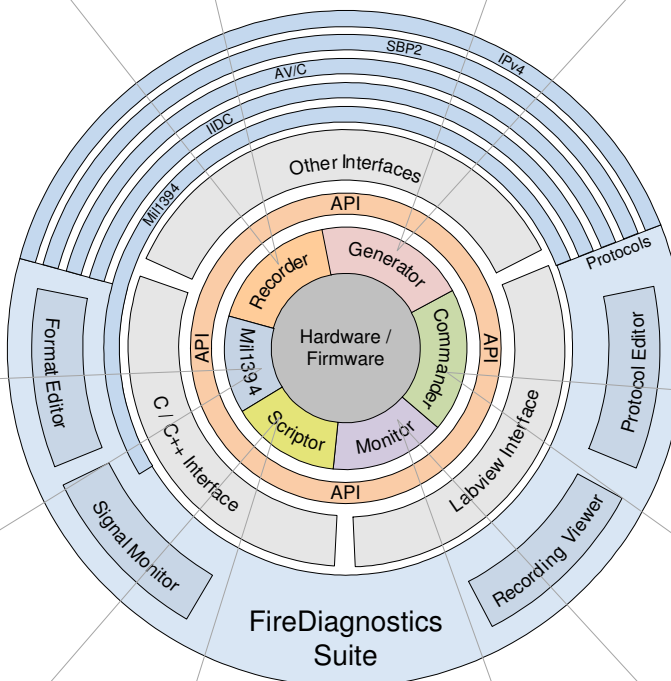 IPv4
SBP2
AV/C
IIDC
Mil1394
Other Interfaces
API
Recorder
Generator
Protocols
Format Editor
API
Mil1394
Hardware /
Firmware
Commander
API
Protocol Editor
C / C++ Interface
Scriptor
Monitor
Labview Interface
API
Signal Monitor
Recording Viewer
FireDiagnostics
Suite